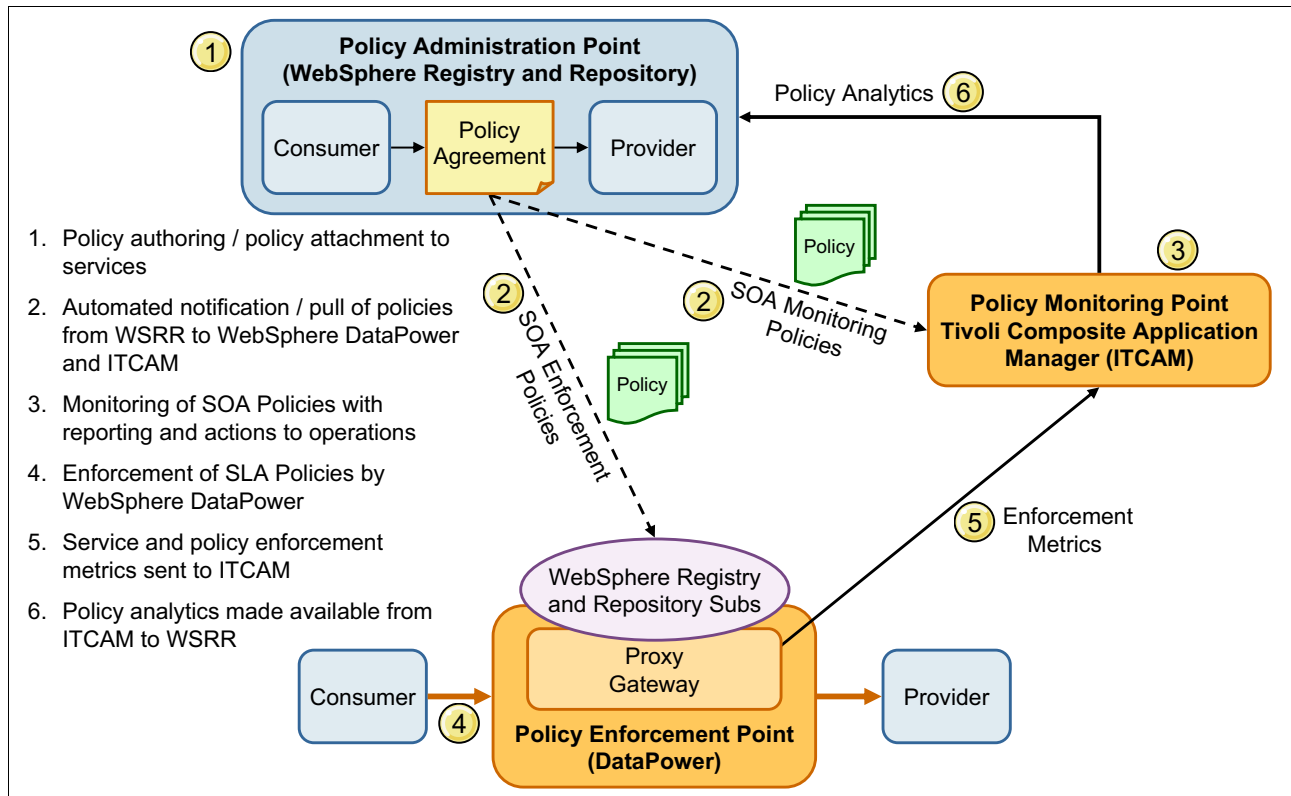 1
Policy Administration Point
(WebSphere Registry and Repository)
Consumer
Policy
Agreement
Provider
Policy Analytics
6
1. Policy authoring / policy attachment to
services
2. Automated notification / pull of policies
from WSRR to WebSphere DataPower
and ITCAM
3. Monitoring of SOA Policies with
reporting and actions to operations
4. Enforcement of SLA Policies by
WebSphere DataPower
5. Service and policy enforcement
metrics sent to ITCAM
6. Policy analytics made available from
ITCAM to WSRR
2
SOA Enforcement
Policies
Policy
2
SOA Monitoring
Policies
Policy
3
Policy Monitoring Point
Tivoli Composite Application
Manager (ITCAM)
5
Enforcement
Metrics
WebSphere Registry
and Repository Subs
Proxy
Gateway
Policy Enforcement Point
(DataPower)
Consumer
4
Provider